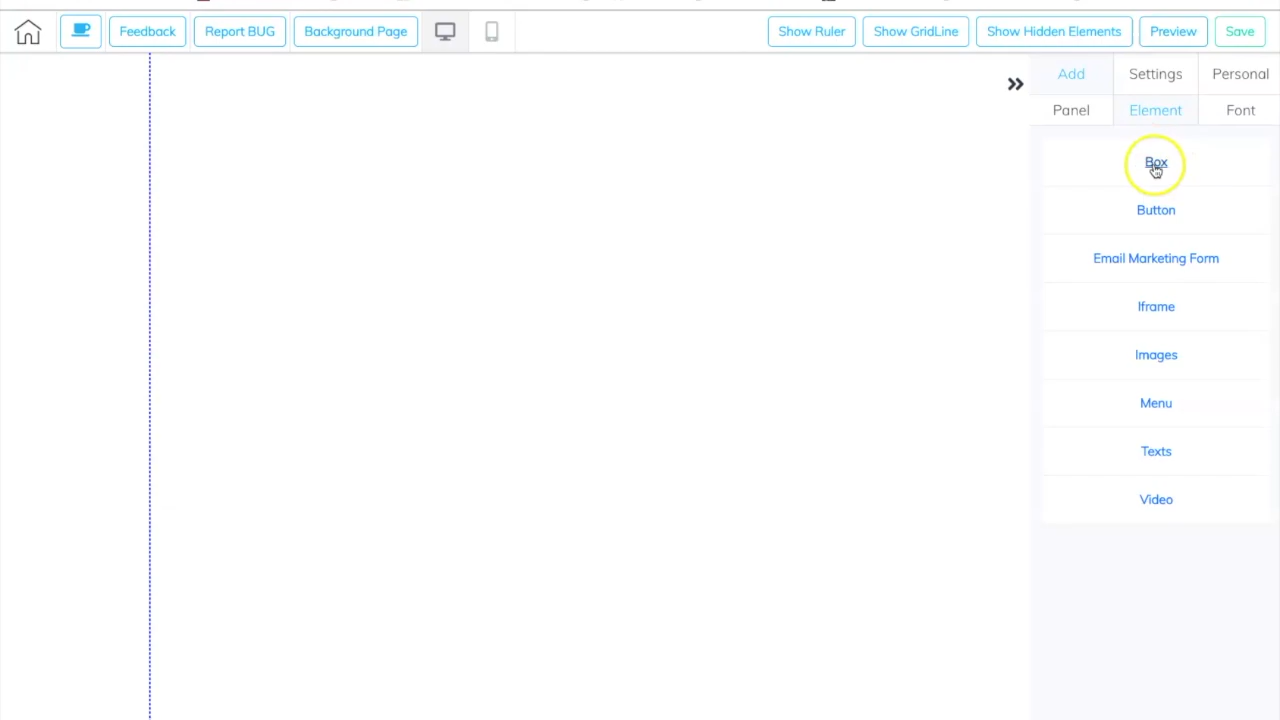 Feedback
Report BUG
Background Page
Show Ruler
Show GridLine
Show Hidden Elements
Preview
Save
Add
Settings
Personal
Panel
Element
Font
Box
Button
Email Marketing Form
Iframe
Images
Menu
Texts
Video